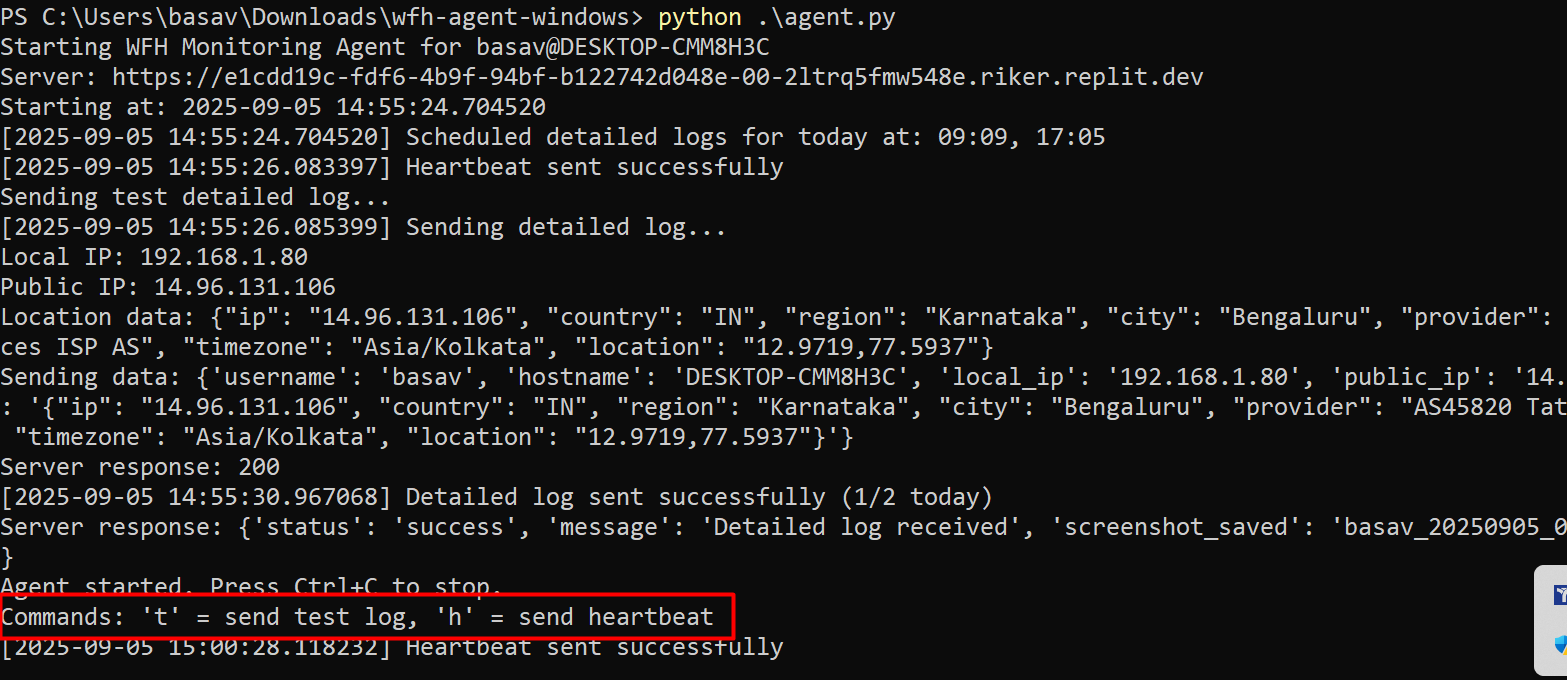 PS C:\Users\basav\Downloads\wfh-agent-windows> python .\agent.py
Starting WFH Monitoring Agent for basav@DESKTOP-CMM8H3C
Server: https://e1cdd19c-fdf6-4b9f-94bf-b122742d048e-00-2ltrq5fmw548e.riker.replit.dev
Starting at: 2025-09-05 14:55:24.704520
[2025-09-05 14:55:24.704520] Scheduled detailed logs for today at: 09:09, 17:05
[2025-09-05 14:55:26.083397] Heartbeat sent successfully
Sending test detailed log...
[2025-09-05 14:55:26.085399] Sending detailed log...
Local IP: 192.168.1.80
Public IP: 14.96.131.106
Location data: {"ip": "14.96.131.106", "country": "IN", "region": "Karnataka", "city": "Bengaluru", "provider":
ces ISP AS", "timezone": "Asia/Kolkata", "location": "12.9719,77.5937"}
Sending data: {'username': 'basav', 'hostname': 'DESKTOP-CMM8H3C', 'local_ip': '192.168.1.80', 'public_ip': '14.
: '{"ip": "14.96.131.106", "country": "IN", "region": "Karnataka", "city": "Bengaluru", "provider": "AS45820 Tat
"timezone": "Asia/Kolkata", "location": "12.9719,77.5937"}'}
Server response: 200
[2025-09-05 14:55:30.967068] Detailed log sent successfully (1/2 today)
Server response: {'status': 'success', 'message': 'Detailed log received', 'screenshot_saved': 'basav_20250905_0
}
Agent started. Press Ctrl+C to stop.
Commands: 't' = send test log, 'h' = send heartbeat
[2025-09-05 15:00:28.118232] Heartbeat sent successfully